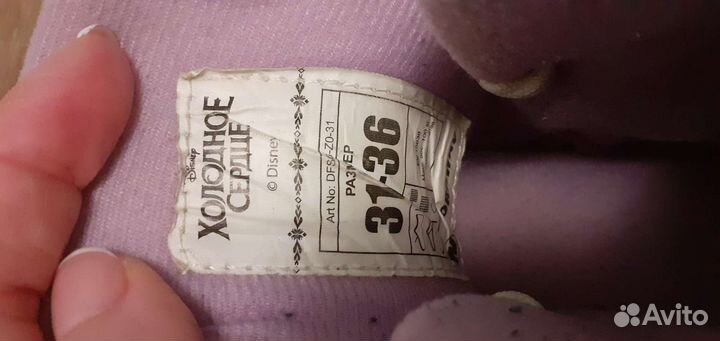 Disney
ХОЛОДНОЕ
СЕРДЦЕ
© Disney
Art No: DFS
Z0-31
РАЗМЕР
31-36
Avito